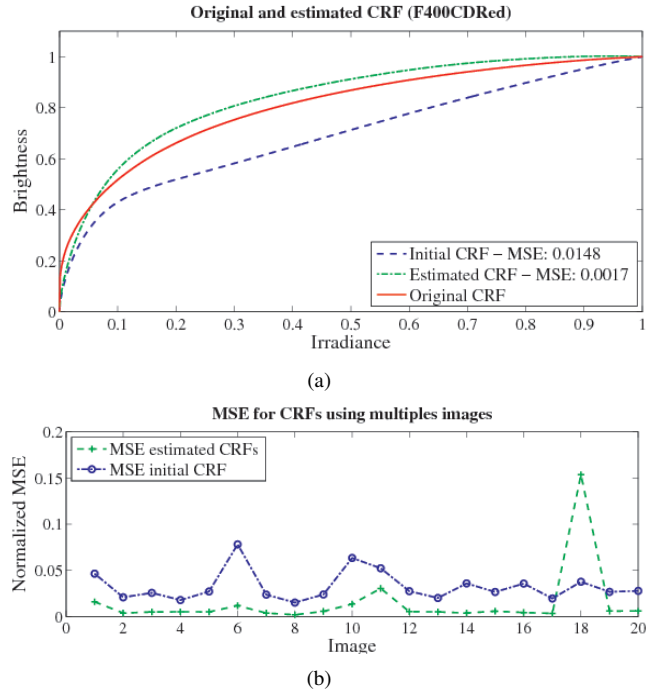 Original and estimated CRF (F400CDRed)
1
0.8
0.6
0.4
0.2
0
Brightness
Initial CRF – MSE: 0.0148
Estimated CRF – MSE: 0.0017
Original CRF
0 0.1 0.2 0.3 0.4 0.5 0.6 0.7 0.8 0.9 1
Irradiance
(a)
MSE for CRFs using multiples images
0.2
0.15
0.1
0.05
0
Normalized MSE
MSE estimated CRFs
MSE initial CRF
0 2 4 6 8 10 12 14 16 18 20
Image
(b)